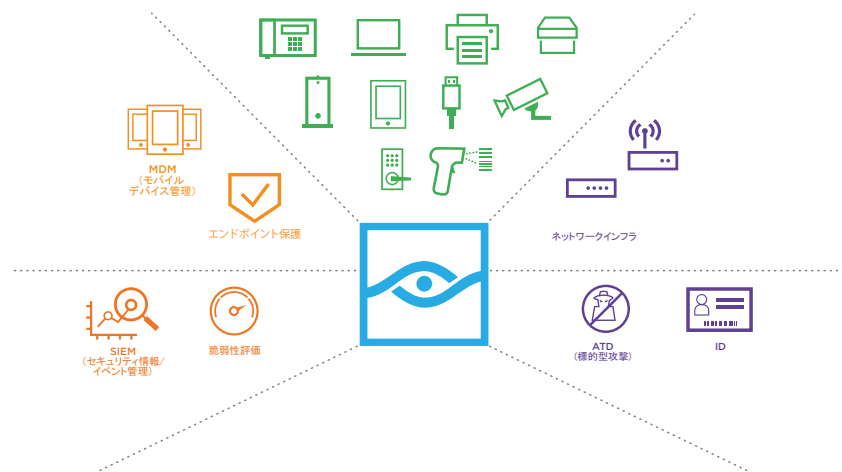 MDM
(モバイル
デバイス管理)
エンドポイント保護
ネットワークインフラ
SIEM
(セキュリティ情報/
イベント管理)
脆弱性評価
ATD
(標的型攻撃)
ID